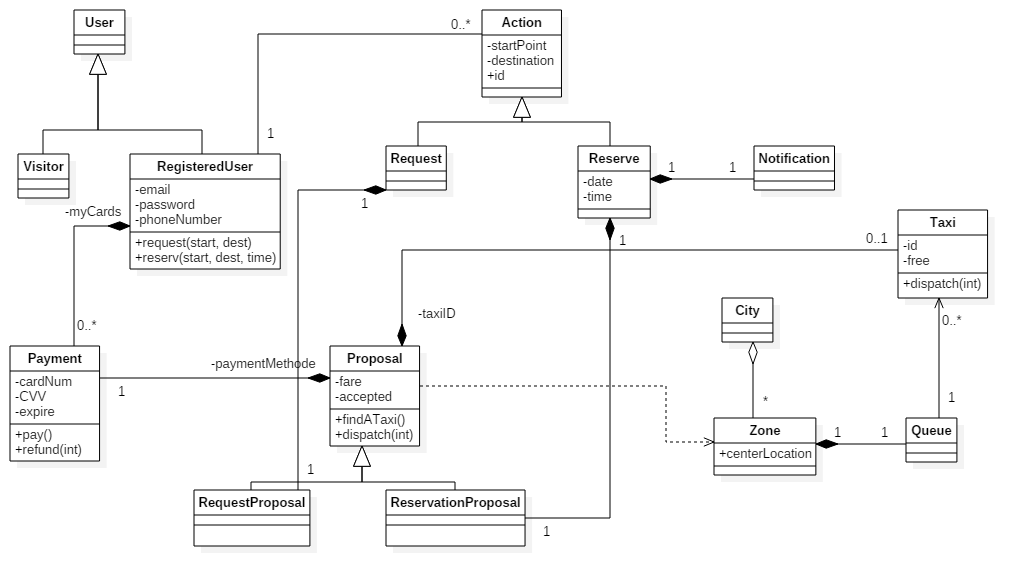 User
0..*
Action
-startPoint
-destination
+id
1
Visitor
RegisteredUser
-email
-password
-phoneNumber
+request(start, dest)
+reserv(start, dest, time)
Request
1
Reserve
-date
-time
1
1
Notification
-myCards
1
0..1
Taxi
-id
-free
+dispatch(int)
0..*
-taxiID
City
0..*
Payment
-cardNum
-CVV
-expire
+pay()
+refund(int)
1
-paymentMethode
Proposal
-fare
-accepted
+findATaxi()
+dispatch(int)
*
1
Zone
+centerLocation
1
1
Queue
1
RequestProposal
ReservationProposal
1